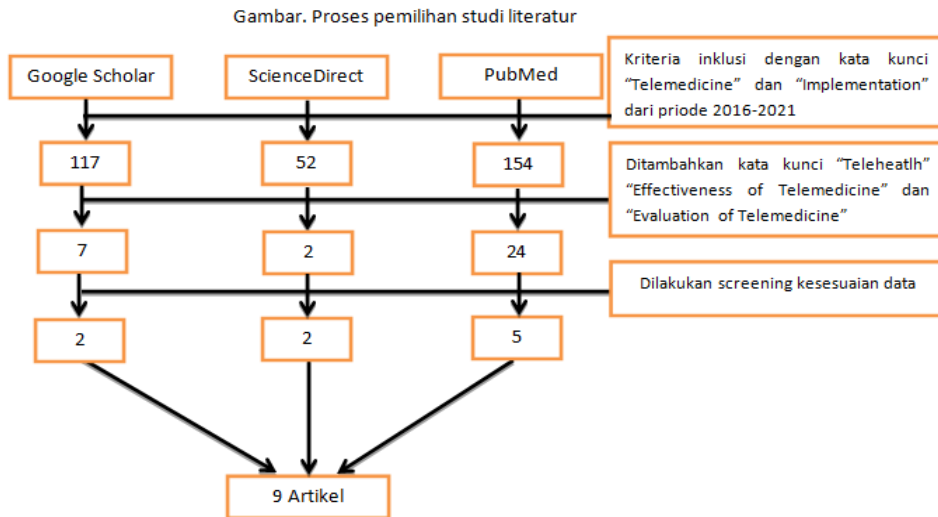 Gambar. Proses pemilihan studi literatur
Google Scholar
ScienceDirect
PubMed
Kriteria inklusi dengan kata kunci
“Telemedicine” dan “Implementation”
dari priode 2016-2021
117
52
154
Ditambahkan kata kunci “Teleheatlh”
“Effectiveness of Telemedicine” dan
“Evaluation of Telemedicine”
7
2
24
Dilakukan screening kesesuaian data
2
2
5
9 Artikel